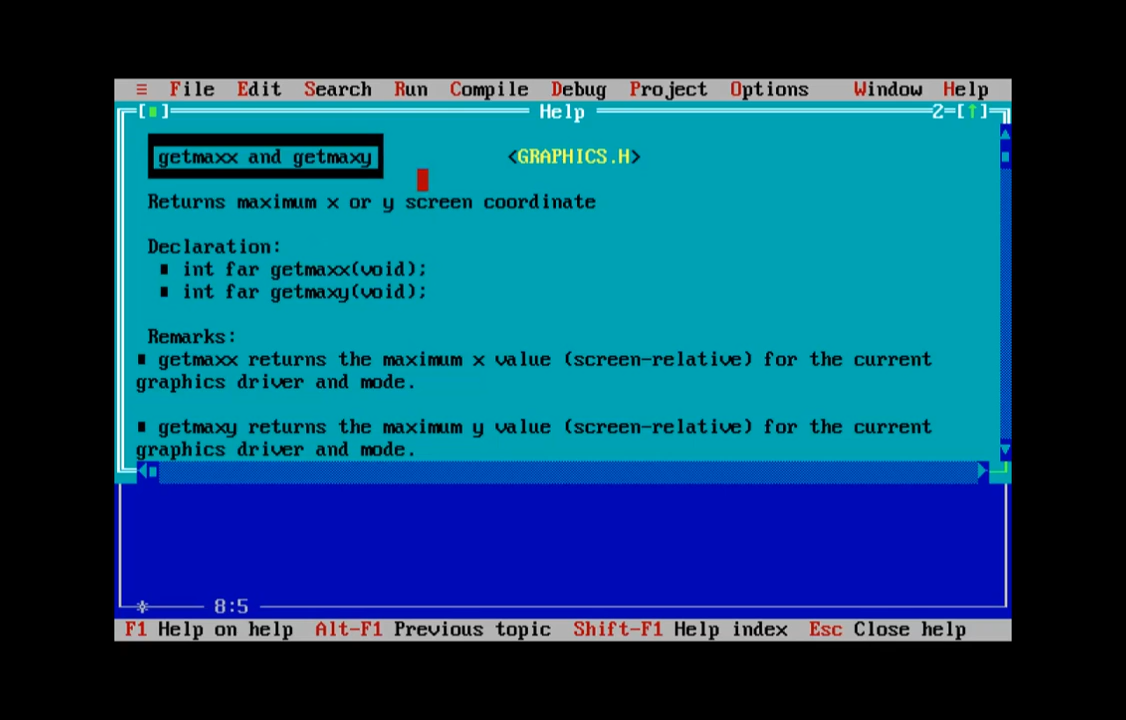 ≡ File Edit Search Run Compile Debug Project Options Window Help
[■] Help 2=[↑]
getmaxx and getmaxy <GRAPHICS.H>
Returns maximum x or y screen coordinate
Declaration:
■ int far getmaxx(void);
■ int far getmaxy(void);
Remarks:
■ getmaxx returns the maximum x value (screen-relative) for the current
graphics driver and mode.
■ getmaxy returns the maximum y value (screen-relative) for the current
graphics driver and mode.
8:5
F1 Help on help Alt-F1 Previous topic Shift-F1 Help index Esc Close help